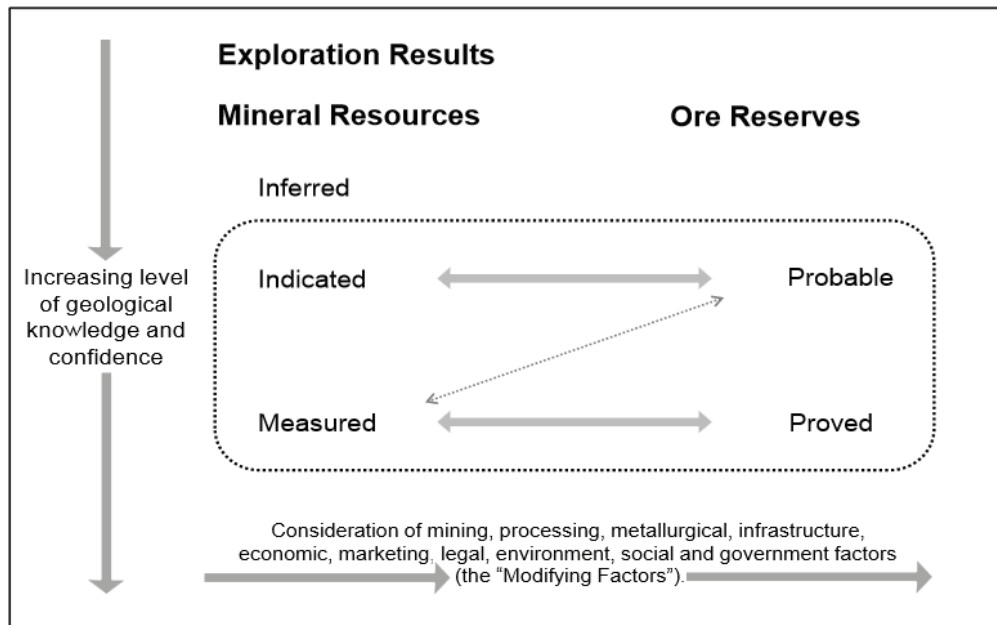 Exploration Results
Mineral Resources
Ore Reserves
Inferred
Indicated
Probable
Increasing level
of geological
knowledge and
confidence
Measured
Proved
Consideration of mining, processing, metallurgical, infrastructure,
economic, marketing, legal, environment, social and government factors
(the “Modifying Factors”).